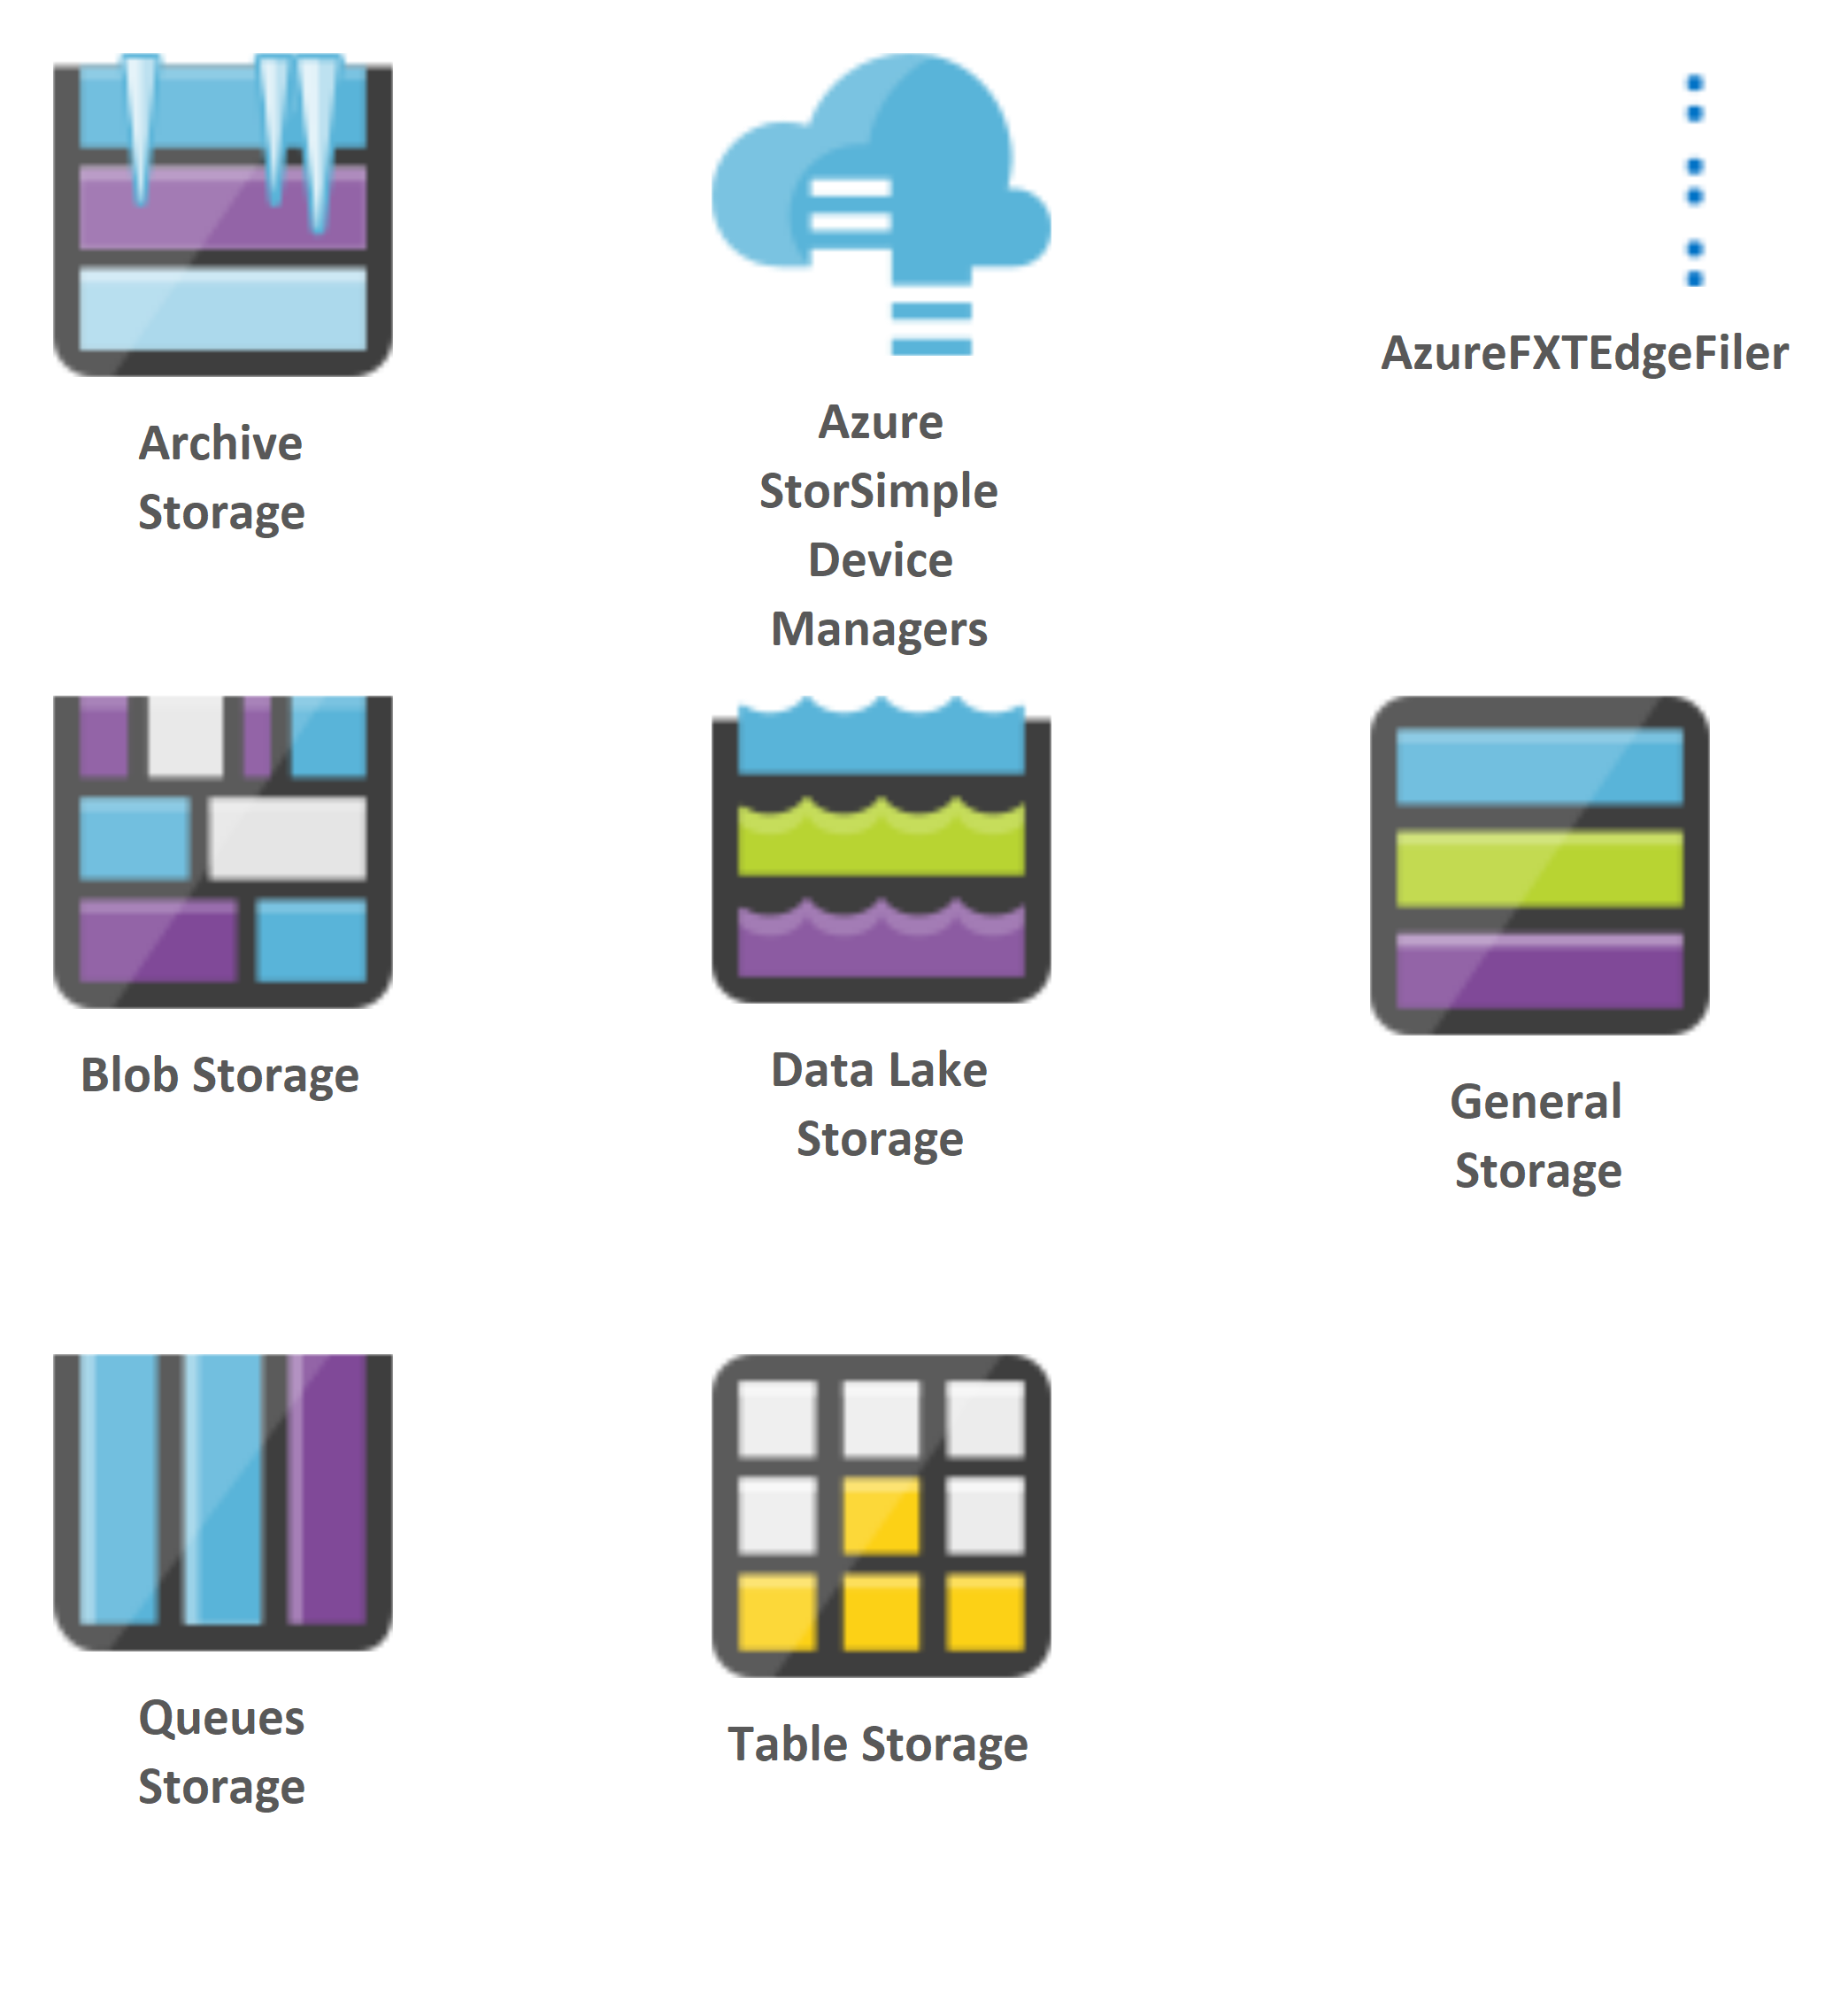 Archive
Storage
Azure
StorSimple
Device
Managers
AzureFXTEdgeFiler
Blob Storage
Data Lake
Storage
General
Storage
Queues
Storage
Table Storage